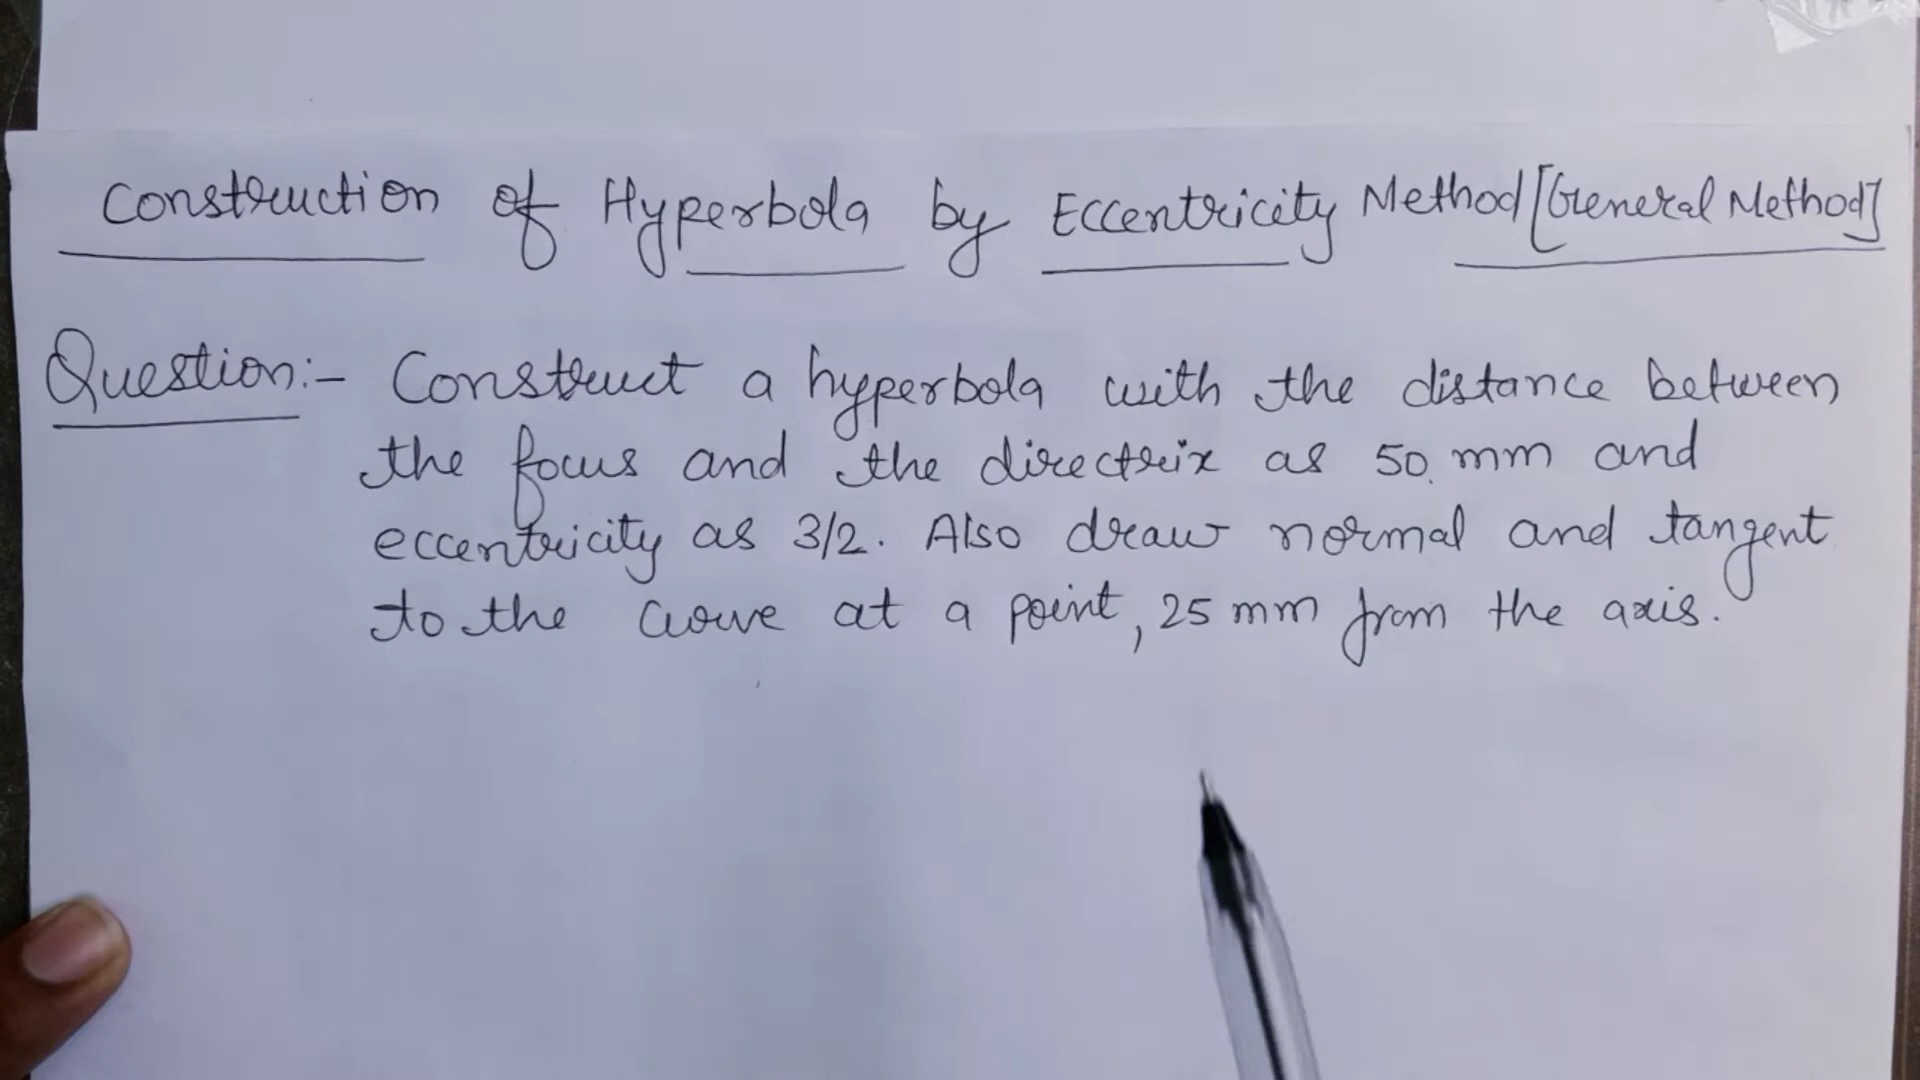 Construction of Hyperbola by Eccentricity Method [General Method]
Question:- Construct a hyperbola with the distance between
the focus and the directrix as 50 mm and
eccentricity as 3/2. Also draw normal and tangent
to the curve at a point, 25 mm from the axis.